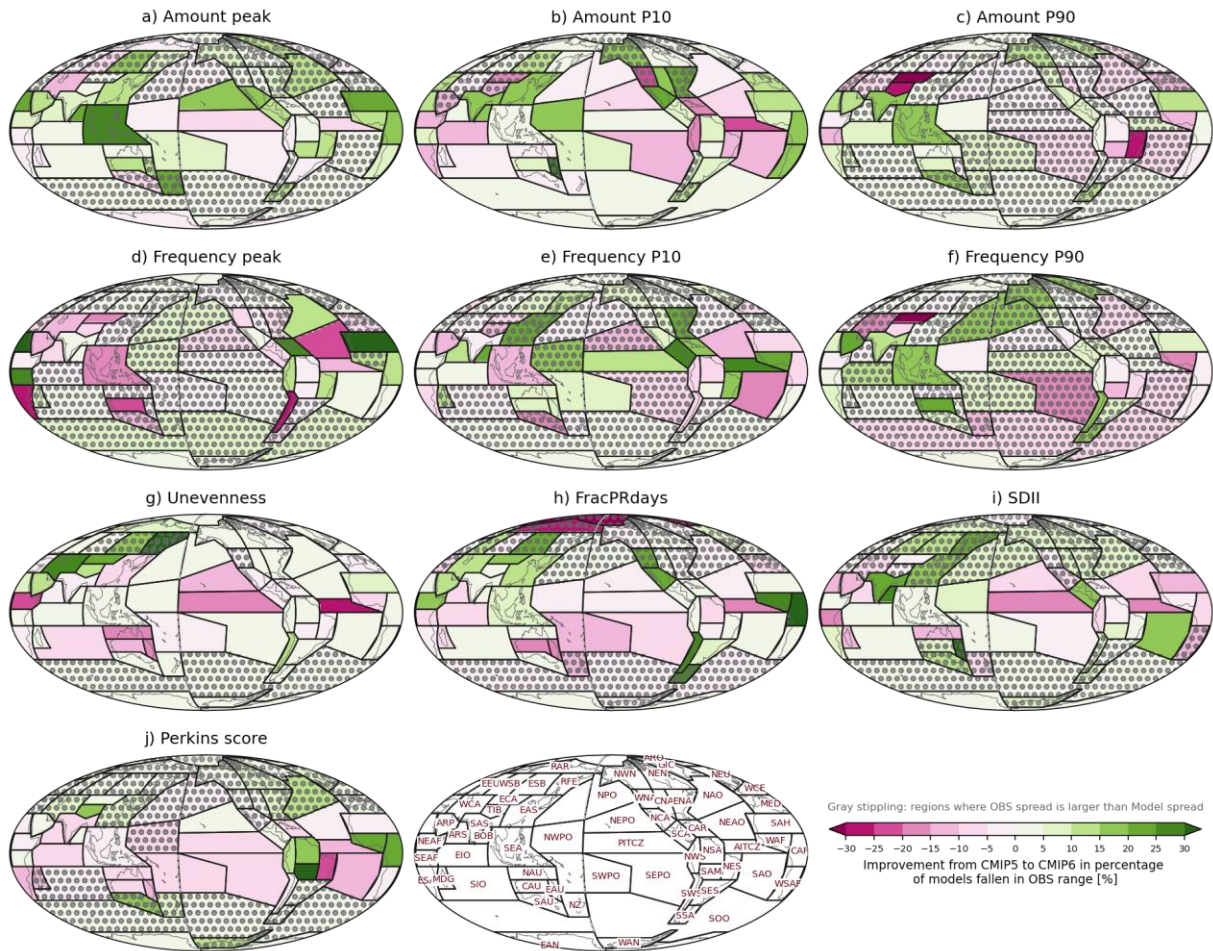 a) Amount peak
b) Amount P10
c) Amount P90
d) Frequency peak
e) Frequency P10
f) Frequency P90
g) Unevenness
h) FracPRdays
i) SDII
j) Perkins score
ARO
GIC
RAR
NWN
NEN
NEU
EEU
WSB
ESB
RFE
WCE
NPO
NAO
WCA
ECA
WNA
CNA
ENA
MED
TIB
EAS
NCA
ARP
SAS
NEPO
NEAO
SAH
ARS
BOB
SCA
CAR
NEAF
NWPO
PITCZ
AITCZ
WAF
SEAF
EIO
SEA
NWS
NSA
CAF
NES
MDG
SIO
NAU
SWPO
SEPO
SAM
SAO
CAU
EAU
SES
WSAF
SAU
NZ
SSA
SOO
EAN
WAN
Gray stippling: regions where OBS spread is larger than Model spread
−30 −25 −20 −15 −10 −5 0 5 10 15 20 25 30
Improvement from CMIP5 to CMIP6 in percentage
of models fallen in OBS range [%]